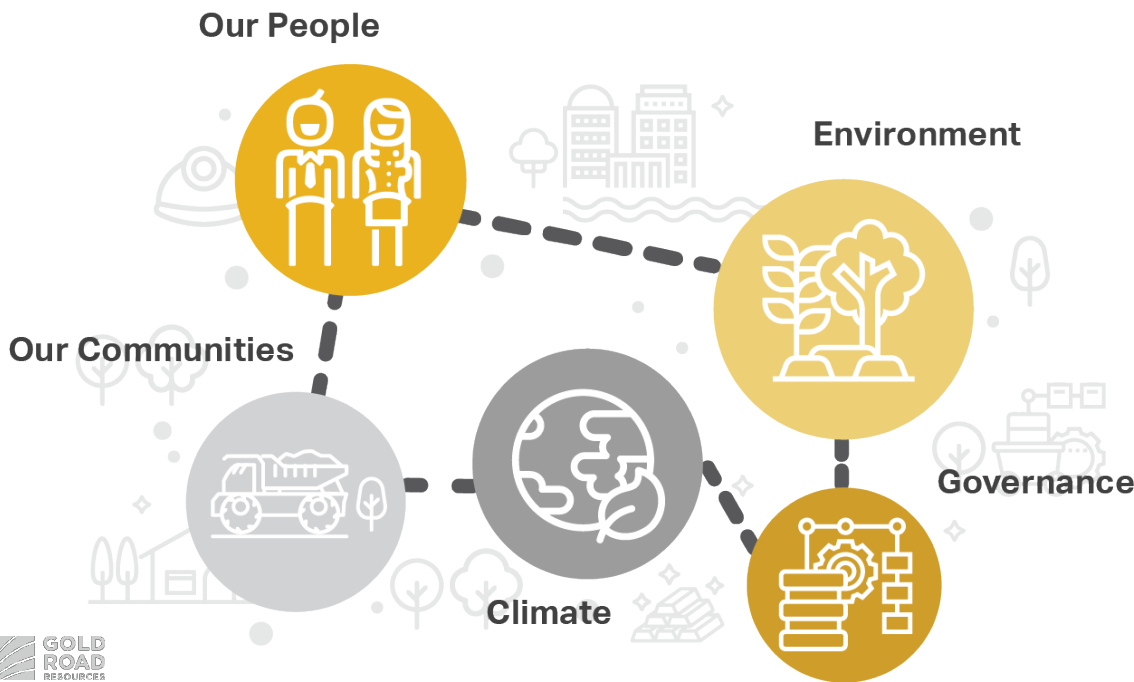 Our People
Environment
Our Communities
Governance
Climate
GOLD
ROAD
RESOURCES